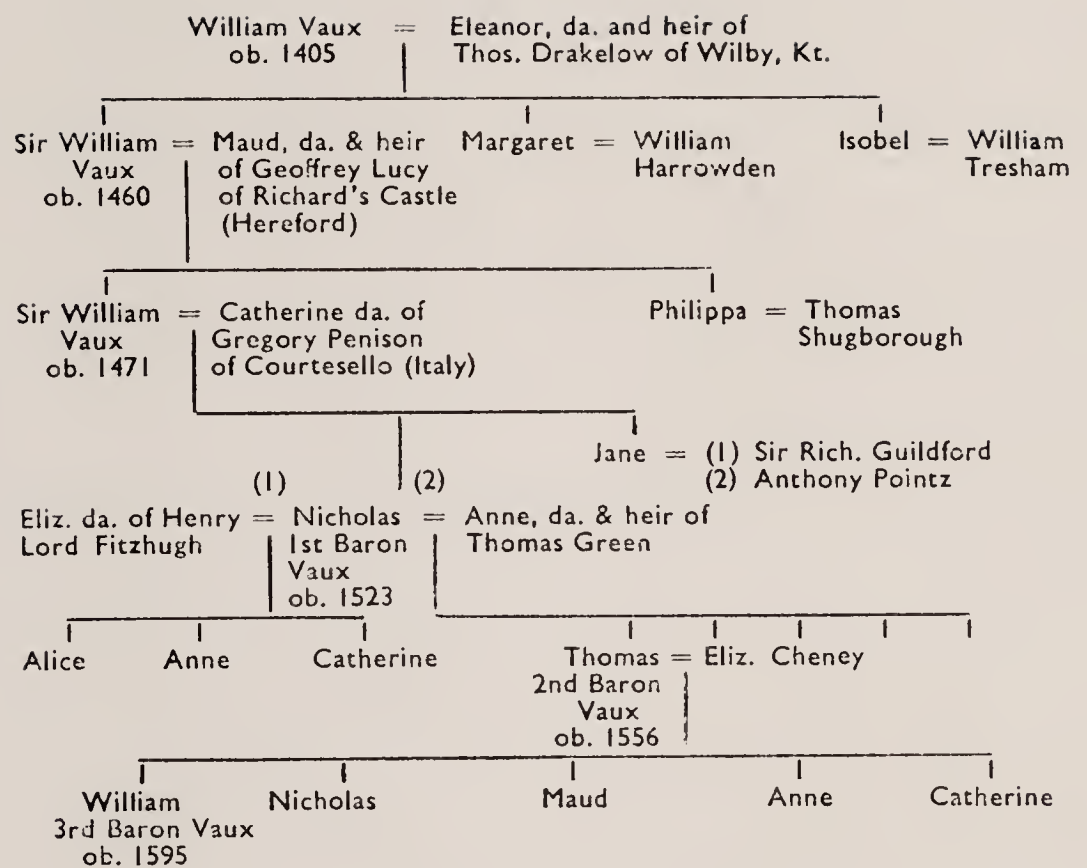 William Vaux = Eleanor, da. and heir of
ob. 1405 Thos. Drakelow of Wilby, Kt.
Sir William = Maud, da. & heir Margaret = William Isobel = William
Vaux of Geoffrey Lucy Harrowden Tresham
ob. 1460 of Richard's Castle
(Hereford)
Sir William = Catherine da. of Philippa = Thomas
Vaux Gregory Penison Shugborough
ob. 1471 of Courtesello (Italy)
Jane = (1) Sir Rich. Guildford
(1) (2) (2) Anthony Pointz
Eliz. da. of Henry = Nicholas = Anne, da. & heir of
Lord Fitzhugh 1st Baron Thomas Green
Vaux
ob. 1523
Alice Anne Catherine Thomas = Eliz. Cheney
2nd Baron
Vaux
ob. 1556
William Nicholas Maud Anne Catherine
3rd Baron Vaux
ob. 1595